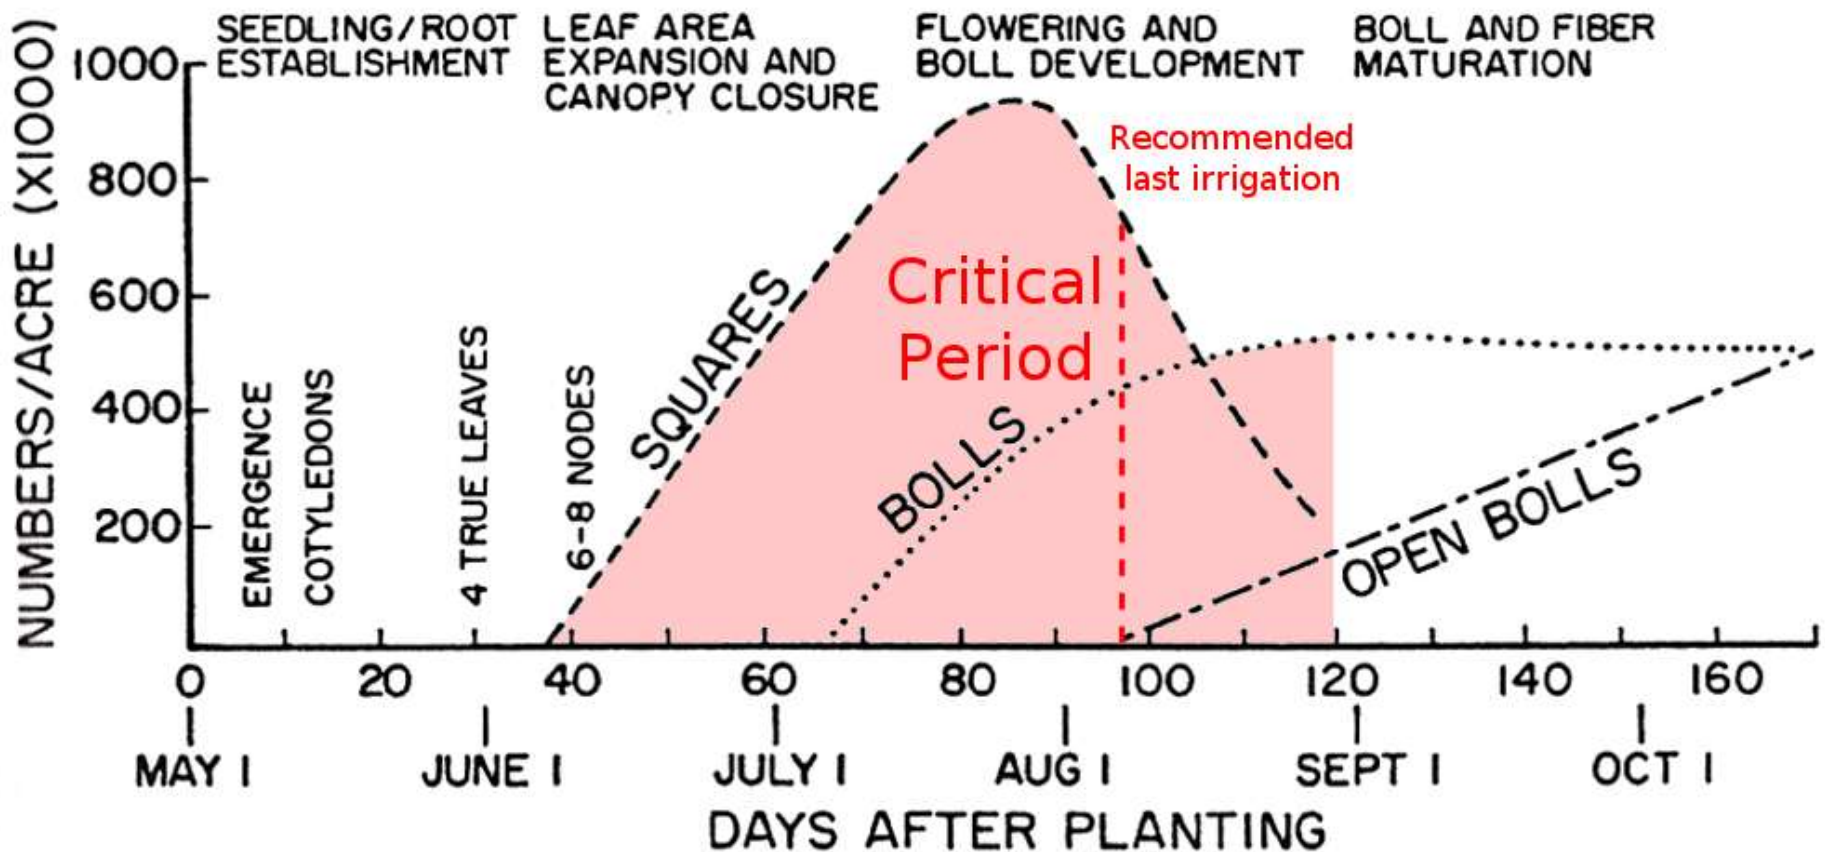 SEEDLING/ROOT
ESTABLISHMENT
LEAF AREA
EXPANSION AND
CANOPY CLOSURE
FLOWERING AND
BOLL DEVELOPMENT
BOLL AND FIBER
MATURATION
NUMBERS/ACRE (X1000)
1000
800
600
400
200
Recommended
last irrigation
Critical
Period
SQUARES
BOLLS
OPEN BOLLS
EMERGENCE
COTYLEDONS
4 TRUE LEAVES
6-8 NODES
0 20 40 60 80 100 120 140 160
MAY 1 JUNE 1 JULY 1 AUG 1 SEPT 1 OCT 1
DAYS AFTER PLANTING